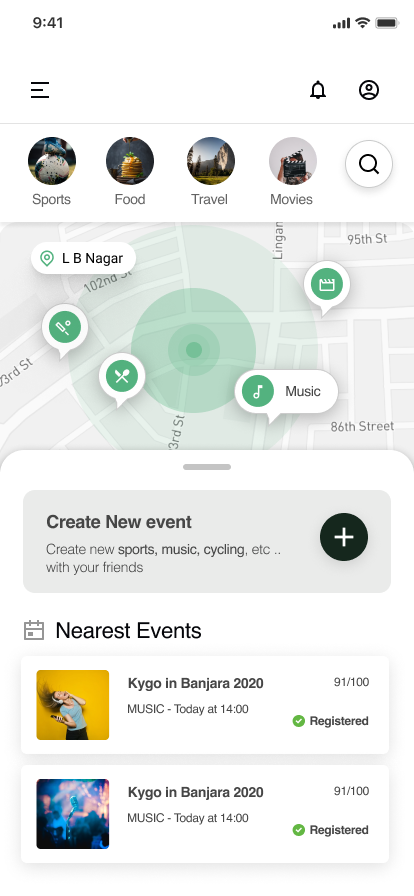 9:41
Sports
Food
Travel
Movies
L B Nagar
102nd St
Lingan
95th St
93rd St
Music
3rd St
86th Street
Create New event
Create new sports, music, cycling, etc ..
with your friends
Nearest Events
Kygo in Banjara 2020
91/100
MUSIC - Today at 14:00
Registered
Kygo in Banjara 2020
91/100
MUSIC - Today at 14:00
Registered